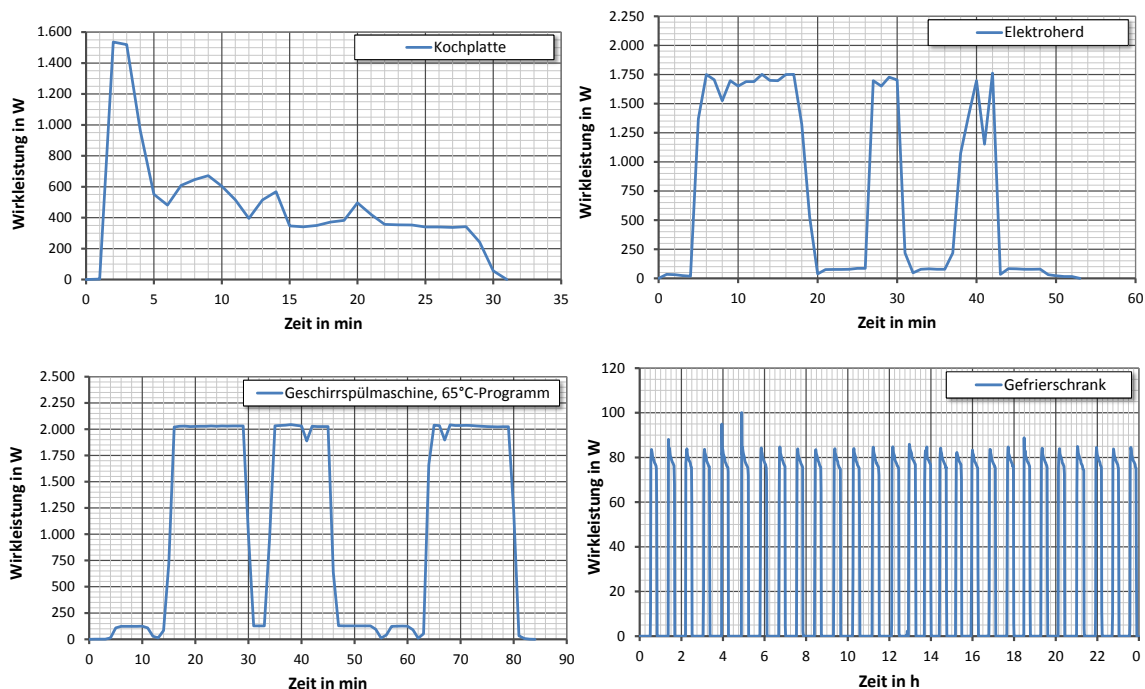 1.600
1.400
1.200
1.000
800
600
400
200
0
Wirkleistung in W
Kochplatte
0 5 10 15 20 25 30 35
Zeit in min
2.250
2.000
1.750
1.500
1.250
1.000
750
500
250
0
Wirkleistung in W
Elektroherd
0 10 20 30 40 50 60
Zeit in min
2.500
2.250
2.000
1.750
1.500
1.250
1.000
750
500
250
0
Wirkleistung in W
Geschirrspülmaschine, 65°C-Programm
0 10 20 30 40 50 60 70 80 90
Zeit in min
120
100
80
60
40
20
0
Wirkleistung in W
Gefrierschrank
0 2 4 6 8 10 12 14 16 18 20 22 0
Zeit in h